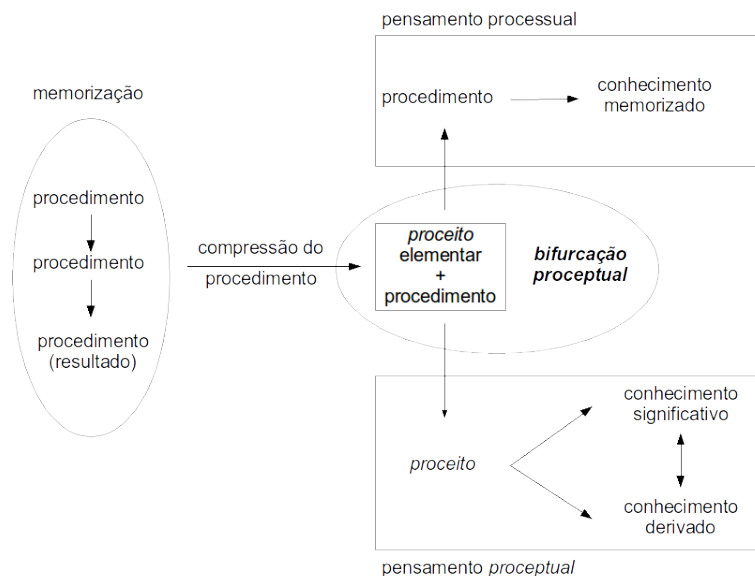 pensamento processual
procedimento
conhecimento
memorizado
memorização
procedimento
procedimento
procedimento
(resultado)
compressão do
procedimento
proceito
elementar
+
procedimento
bifurcação
proceptual
proceito
conhecimento
significativo
conhecimento
derivado
pensamento proceptual